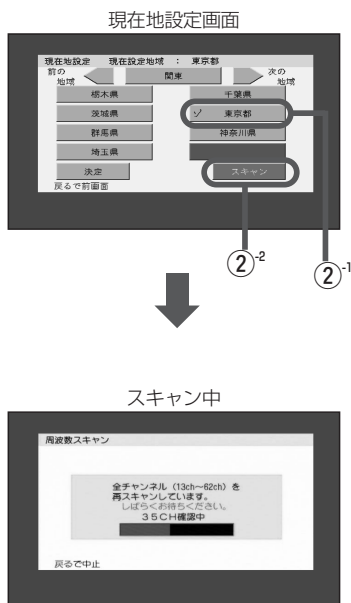 現在地設定画面
現在地設定 現在設定地域 : 東京都
前の地域 関東 次の地域
栃木県 千葉県
茨城県 ✓ 東京都
群馬県 神奈川県
埼玉県
決定 スキャン
戻るで前画面
②-2 ②-1
スキャン中
周波数スキャン
全チャンネル（13ch～62ch）を
再スキャンしています。
しばらくお待ちください。
35CH確認中
戻るで中止